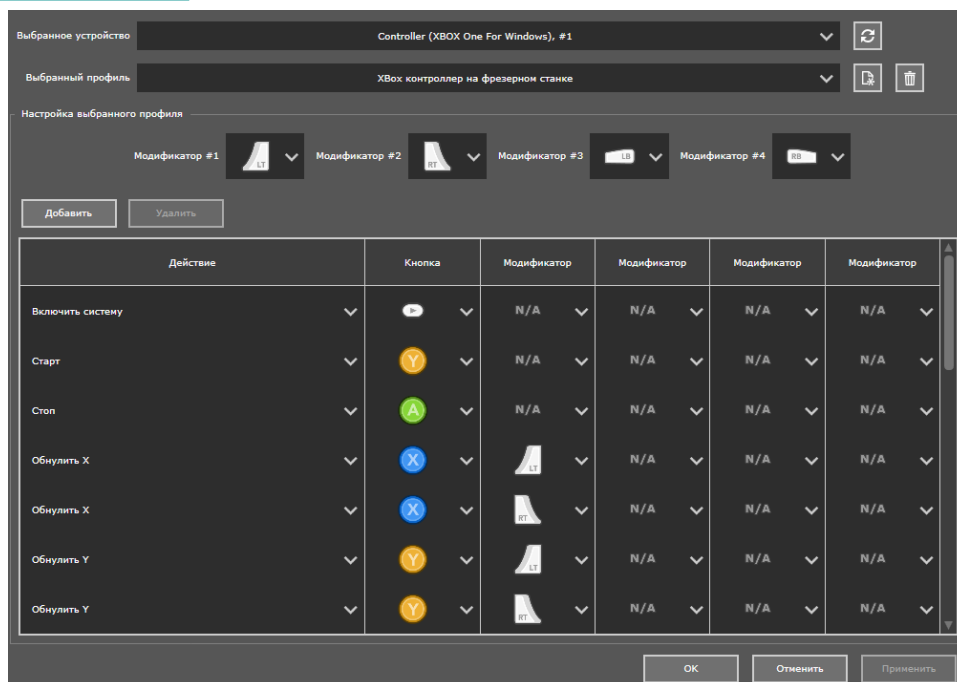 Выбранное устройство Controller (XBOX One For Windows), #1
Выбранный профиль XBox контроллер на фрезерном станке
Настройка выбранного профиля
Модификатор #1 LT Модификатор #2 RT Модификатор #3 LB Модификатор #4 RB
Добавить Удалить
Действие Кнопка Модификатор Модификатор Модификатор Модификатор
Включить систему N/A N/A N/A N/A
Старт Y N/A N/A N/A N/A
Стоп A N/A N/A N/A N/A
Обнулить X X LT N/A N/A N/A
Обнулить X X RT N/A N/A N/A
Обнулить Y Y LT N/A N/A N/A
Обнулить Y Y RT N/A N/A N/A
OK Отменить Применить